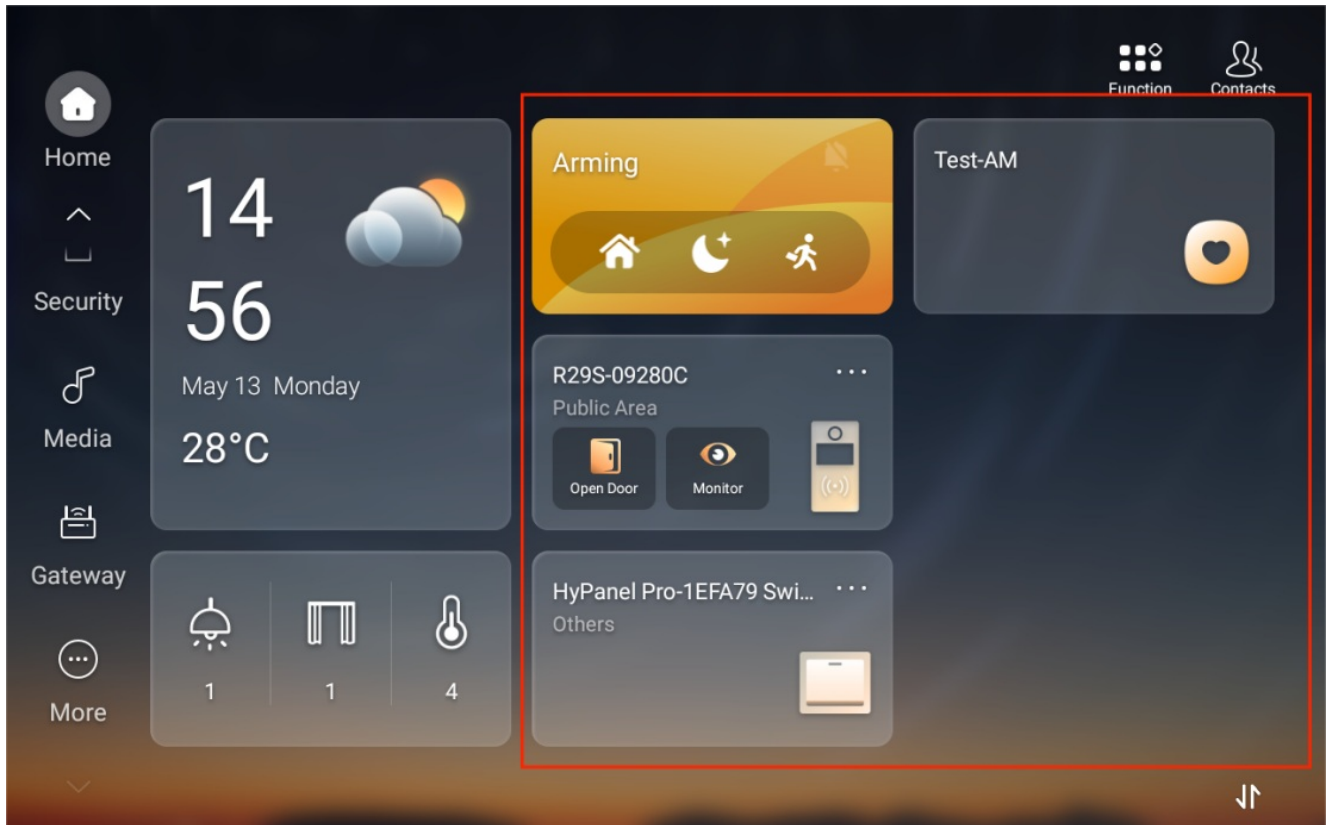 Function
Contacts
Home
Security
Media
Gateway
More
14
56
May 13 Monday
28°C
1
1
4
Arming
R29S-09280C
Public Area
Open Door
Monitor
HyPanel Pro-1EFA79 Swi...
Others
Test-AM